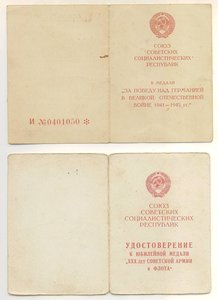 СОЮЗ
СОВЕТСКИХ
СОЦИАЛИСТИЧЕСКИХ
РЕСПУБЛИК
К МЕДАЛИ
"ЗА ПОБЕДУ НАД ГЕРМАНИЕЙ
В ВЕЛИКОЙ ОТЕЧЕСТВЕННОЙ
ВОЙНЕ 1941—1945 гг."
И №0401050 *
СОЮЗ
СОВЕТСКИХ
СОЦИАЛИСТИЧЕСКИХ
РЕСПУБЛИК
УДОСТОВЕРЕНИЕ
К ЮБИЛЕЙНОЙ МЕДАЛИ
„XXX ЛЕТ СОВЕТСКОЙ АРМИИ
и ФЛОТА"